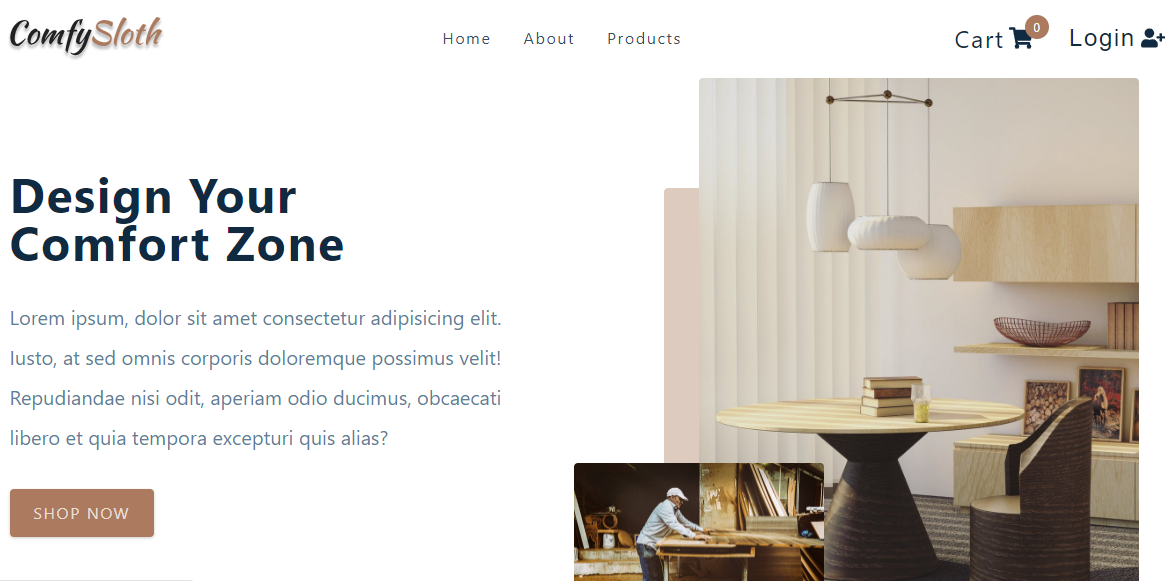 ComfySloth
Home About Products
Cart 0 Login
Design Your
Comfort Zone
Lorem ipsum, dolor sit amet consectetur adipisicing elit.
Iusto, at sed omnis corporis doloremque possimus velit!
Repudiandae nisi odit, aperiam odio ducimus, obcaecati
libero et quia tempora excepturi quis alias?
SHOP NOW